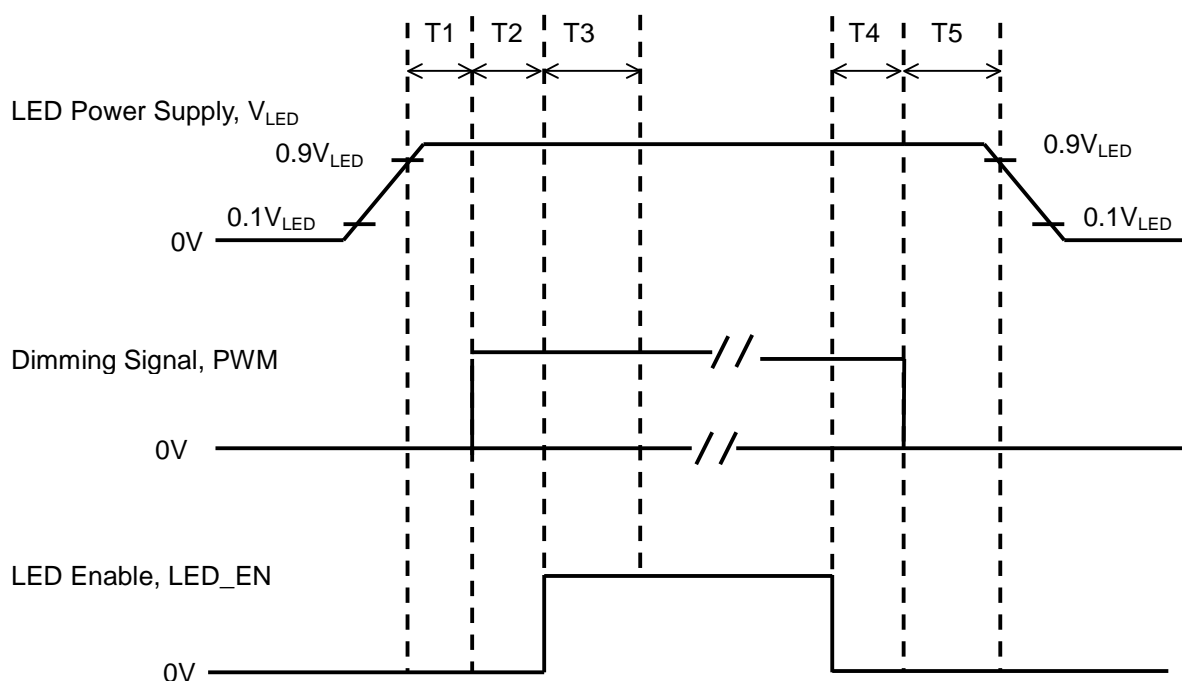 T1 T2 T3 T4 T5
LED Power Supply, VLED
0.9VLED 0.9VLED
0.1VLED 0.1VLED
0V
Dimming Signal, PWM
0V
LED Enable, LED_EN
0V